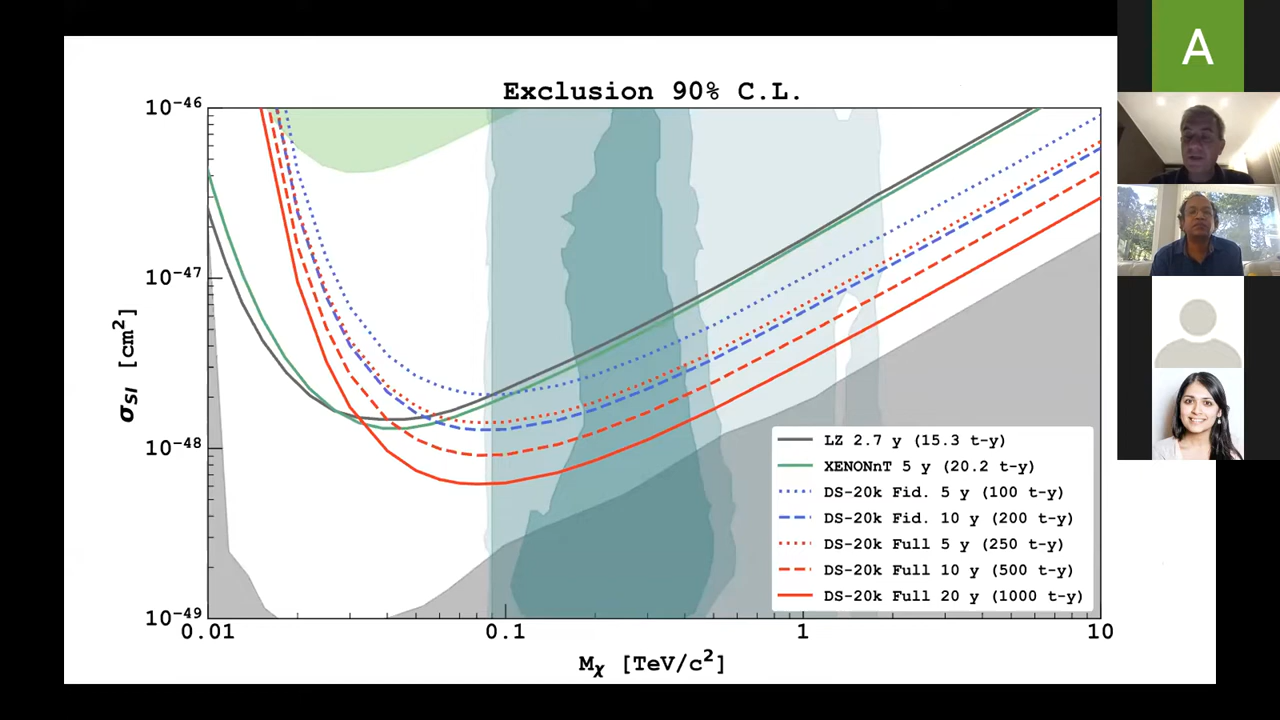 A
Exclusion 90% C.L.
10⁻⁴⁶
10⁻⁴⁷
10⁻⁴⁸
10⁻⁴⁹
σSI [cm²]
LZ 2.7 y (15.3 t-y)
XENONnT 5 y (20.2 t-y)
DS-20k Fid. 5 y (100 t-y)
DS-20k Fid. 10 y (200 t-y)
DS-20k Full 5 y (250 t-y)
DS-20k Full 10 y (500 t-y)
DS-20k Full 20 y (1000 t-y)
0.01 0.1 1 10
Mχ [TeV/c²]